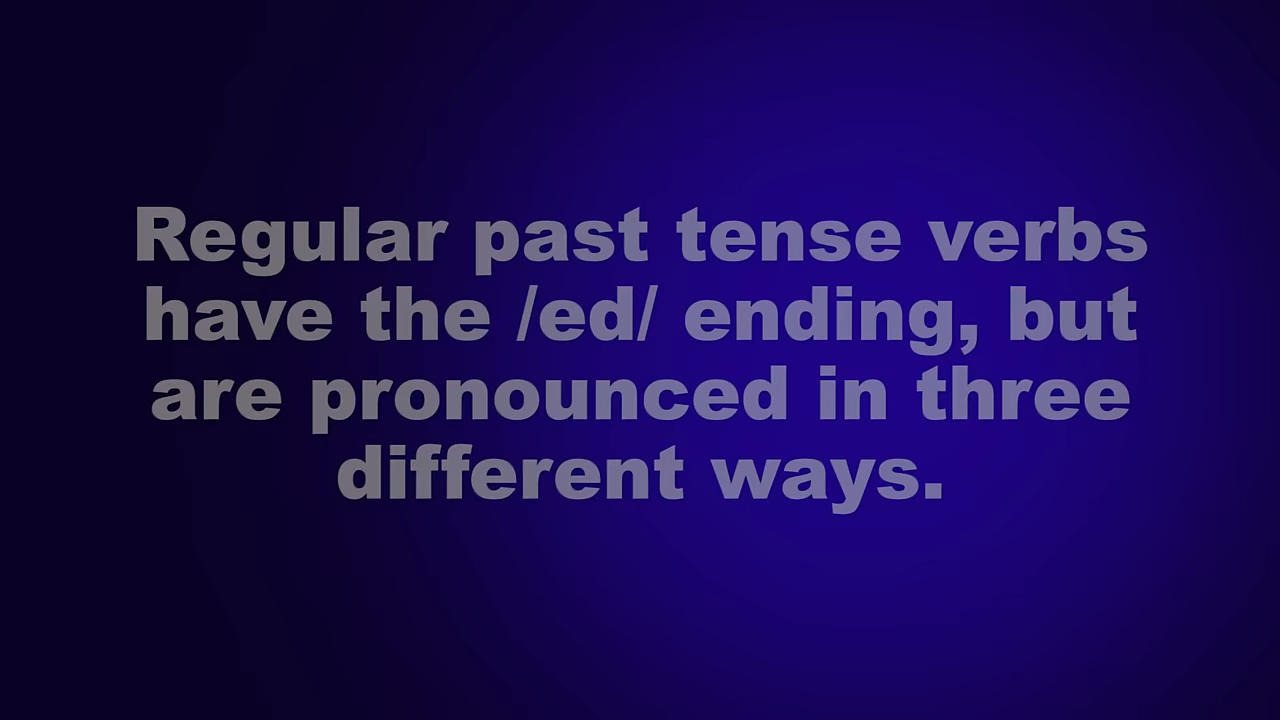 Regular past tense verbs
have the /ed/ ending, but
are pronounced in three
different ways.